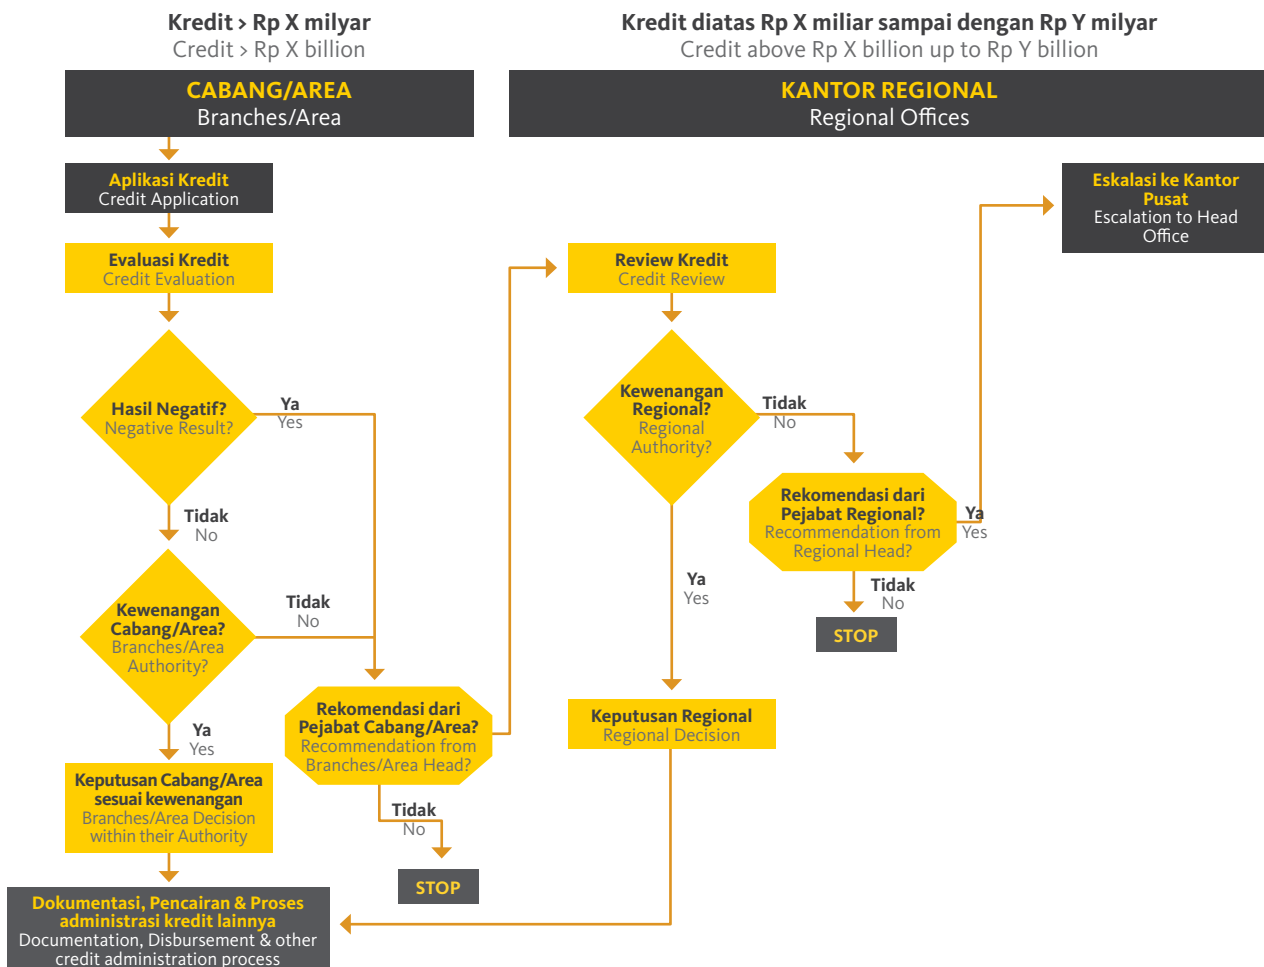 Kredit › Rp X milyar
Credit › Rp X billion
CABANG/AREA
Branches/Area
Aplikasi Kredit
Credit Application
Evaluasi Kredit
Credit Evaluation
Hasil Negatif?
Negative Result?
Ya
Yes
Tidak
No
Kewenangan
Cabang/Area?
Branches/Area
Authority?
Tidak
No
Ya
Yes
Rekomendasi dari
Pejabat Cabang/Area?
Recommendation from
Branches/Area Head?
Tidak
No
STOP
Keputusan Cabang/Area
sesuai kewenangan
Branches/Area Decision
within their Authority
Dokumentasi, Pencairan & Proses
administrasi kredit lainnya
Documentation, Disbursement & other
credit administration process
Kredit diatas Rp X miliar sampai dengan Rp Y milyar
Credit above Rp X billion up to Rp Y billion
KANTOR REGIONAL
Regional Offices
Eskalasi ke Kantor
Pusat
Escalation to Head
Office
Review Kredit
Credit Review
Kewenangan
Regional?
Regional
Authority?
Tidak
No
Rekomendasi dari
Pejabat Regional?
Recommendation from
Regional Head?
Ya
Yes
Tidak
No
STOP
Ya
Yes
Keputusan Regional
Regional Decision